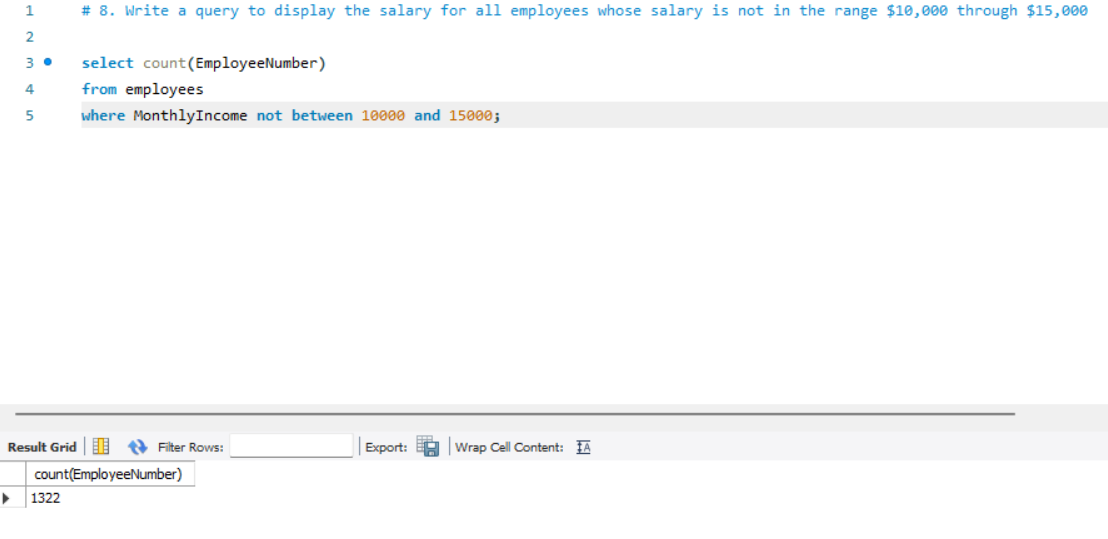 1 # 8. Write a query to display the salary for all employees whose salary is not in the range $10,000 through $15,000
2
3 select count(EmployeeNumber)
4 from employees
5 where MonthlyIncome not between 10000 and 15000;
Result Grid Filter Rows: Export: Wrap Cell Content: IA
count(EmployeeNumber)
1322